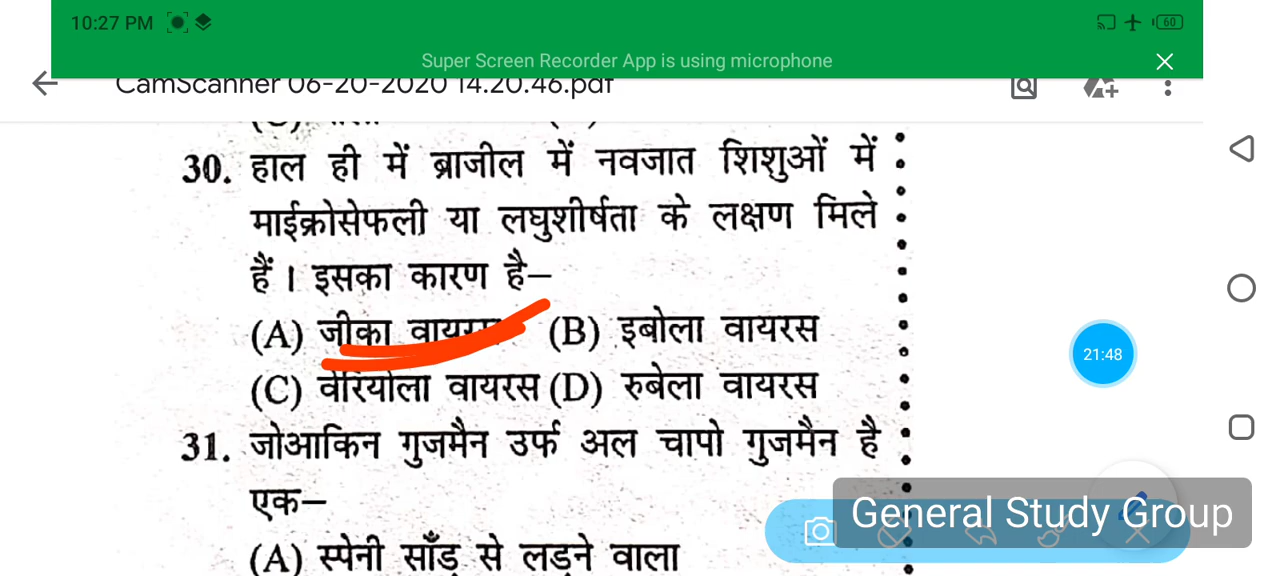 10:27 PM 60
Super Screen Recorder App is using microphone
CamScanner 06-20-2020 14.20.46.pdf
30. हाल ही में ब्राजील में नवजात शिशुओं में
माईक्रोसेफली या लघुशीर्षता के लक्षण मिले
हैं । इसका कारण है–
(A) जीका वायरस (B) इबोला वायरस
(C) वेरियोला वायरस (D) रुबेला वायरस
21:48
31. जोआकिन गुजमैन उर्फ अल चापो गुजमैन है
एक–
General Study Group
(A) स्पेनी साँड़ से लड़ने वाला